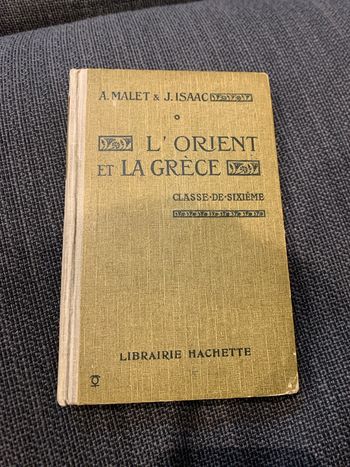 A. MALET & J. ISAAC
L'ORIENT
ET LA GRÈCE
CLASSE·DE·SIXIÈME
LIBRAIRIE HACHETTE